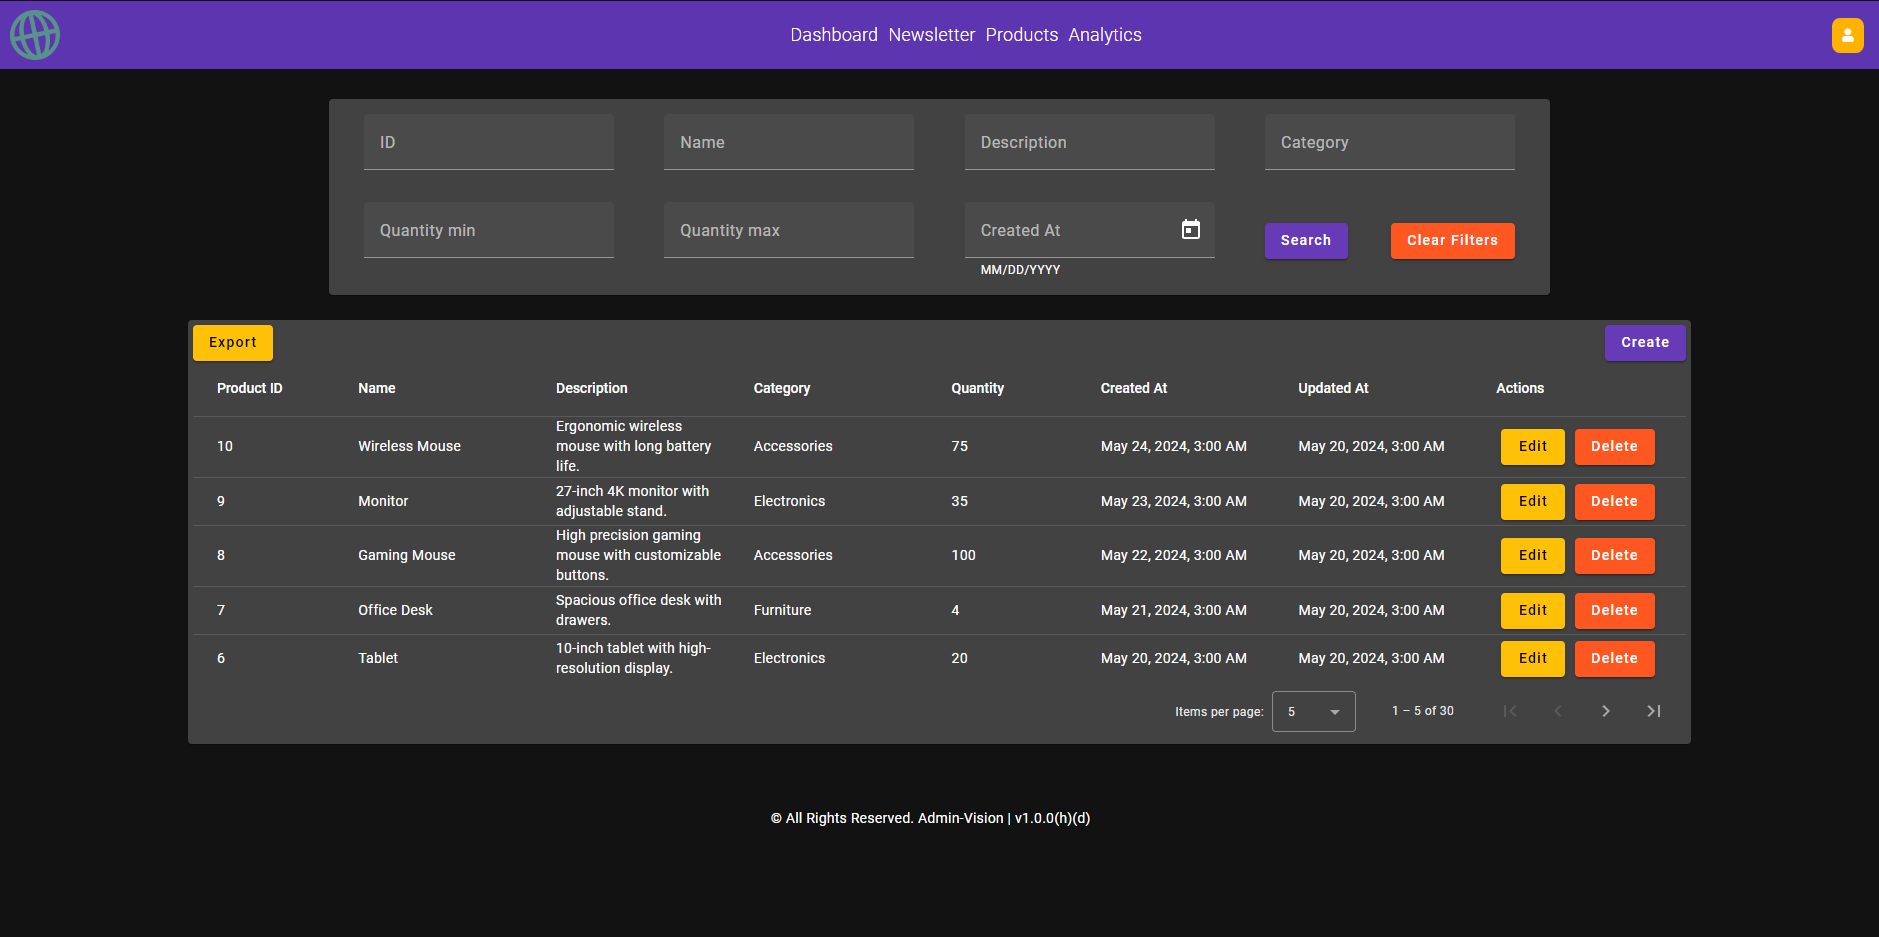 Dashboard Newsletter Products Analytics
ID Name Description Category
Quantity min Quantity max Created At Search Clear Filters
MM/DD/YYYY
Export Create
Product ID Name Description Category Quantity Created At Updated At Actions
10 Wireless Mouse Ergonomic wireless mouse with long battery life. Accessories 75 May 24, 2024, 3:00 AM May 20, 2024, 3:00 AM Edit Delete
9 Monitor 27-inch 4K monitor with adjustable stand. Electronics 35 May 23, 2024, 3:00 AM May 20, 2024, 3:00 AM Edit Delete
8 Gaming Mouse High precision gaming mouse with customizable buttons. Accessories 100 May 22, 2024, 3:00 AM May 20, 2024, 3:00 AM Edit Delete
7 Office Desk Spacious office desk with drawers. Furniture 4 May 21, 2024, 3:00 AM May 20, 2024, 3:00 AM Edit Delete
6 Tablet 10-inch tablet with high-resolution display. Electronics 20 May 20, 2024, 3:00 AM May 20, 2024, 3:00 AM Edit Delete
Items per page: 5 1 – 5 of 30
© All Rights Reserved. Admin-Vision | v1.0.0(h)(d)